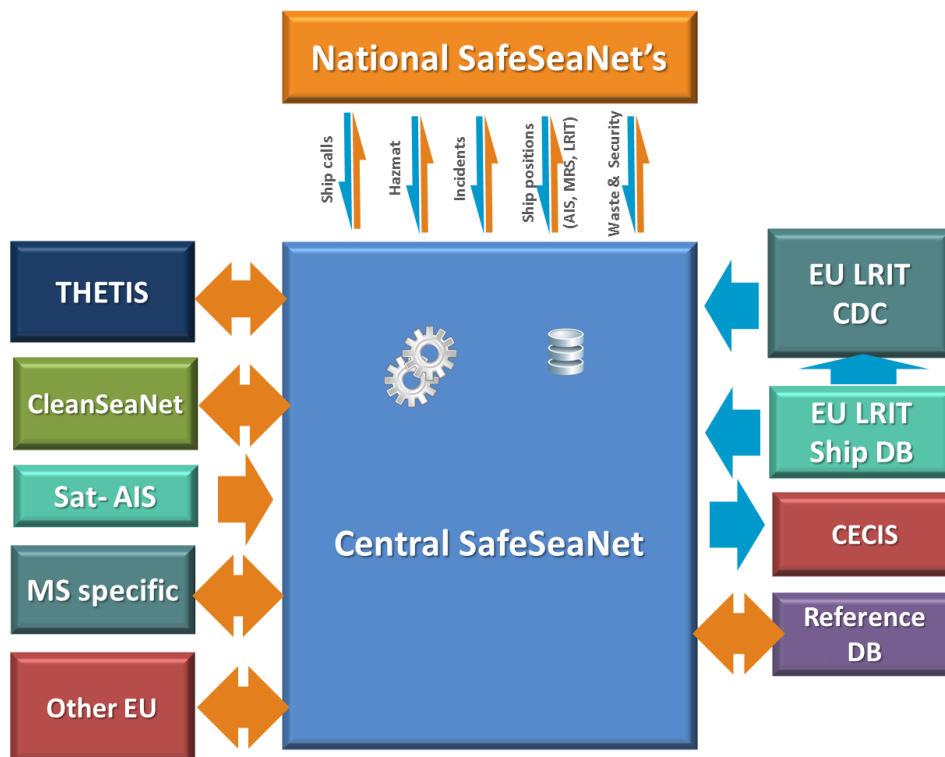 National SafeSeaNet's
Ship calls
Hazmat
Incidents
Ship positions
(AIS, MRS, LRIT)
Waste & Security
THETIS
CleanSeaNet
Sat- AIS
MS specific
Other EU
Central SafeSeaNet
EU LRIT
CDC
EU LRIT
Ship DB
CECIS
Reference
DB